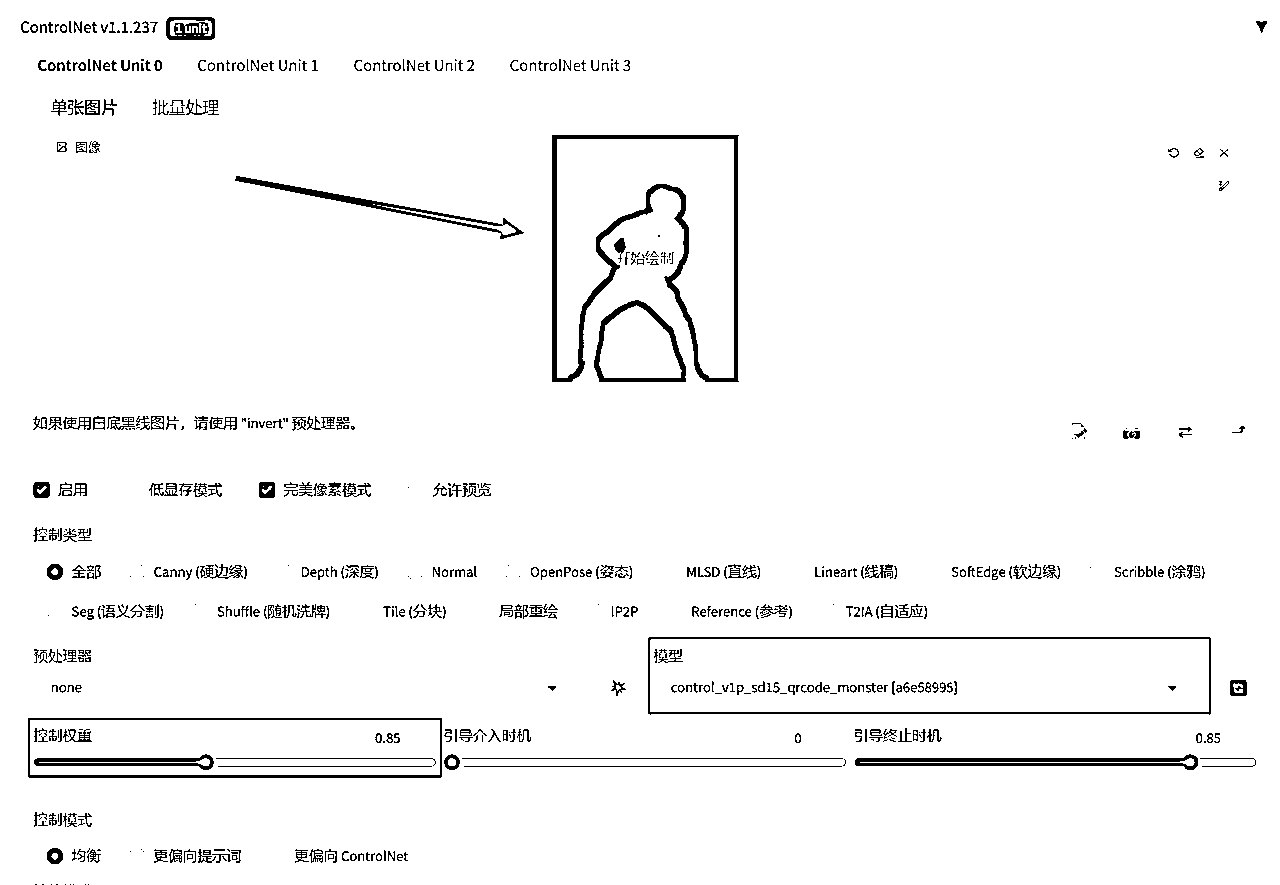 ControlNet v1.1.237 1 unit
ControlNet Unit 0 ControlNet Unit 1 ControlNet Unit 2 ControlNet Unit 3
单张图片 批量处理
图像
开始绘制
如果使用白底黑线图片，请使用 "invert" 预处理器。
启用 低显存模式 完美像素模式 允许预览
控制类型
全部 Canny (硬边缘) Depth (深度) Normal OpenPose (姿态) MLSD (直线) Lineart (线稿) SoftEdge (软边缘) Scribble (涂鸦)
Seg (语义分割) Shuffle (随机洗牌) Tile (分块) 局部重绘 IP2P Reference (参考) T2IA (自适应)
预处理器 模型
none control_v1p_sd15_qrcode_monster [a6e58995]
控制权重 0.85 引导介入时机 0 引导终止时机 0.85
控制模式
均衡 更偏向提示词 更偏向 ControlNet